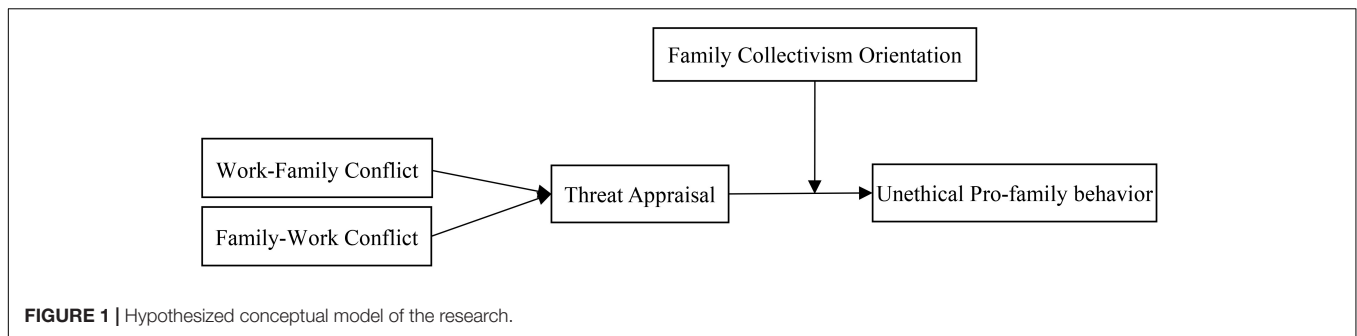 Family Collectivism Orientation
Work-Family Conflict
Threat Appraisal
Unethical Pro-family behavior
Family-Work Conflict
FIGURE 1 | Hypothesized conceptual model of the research.